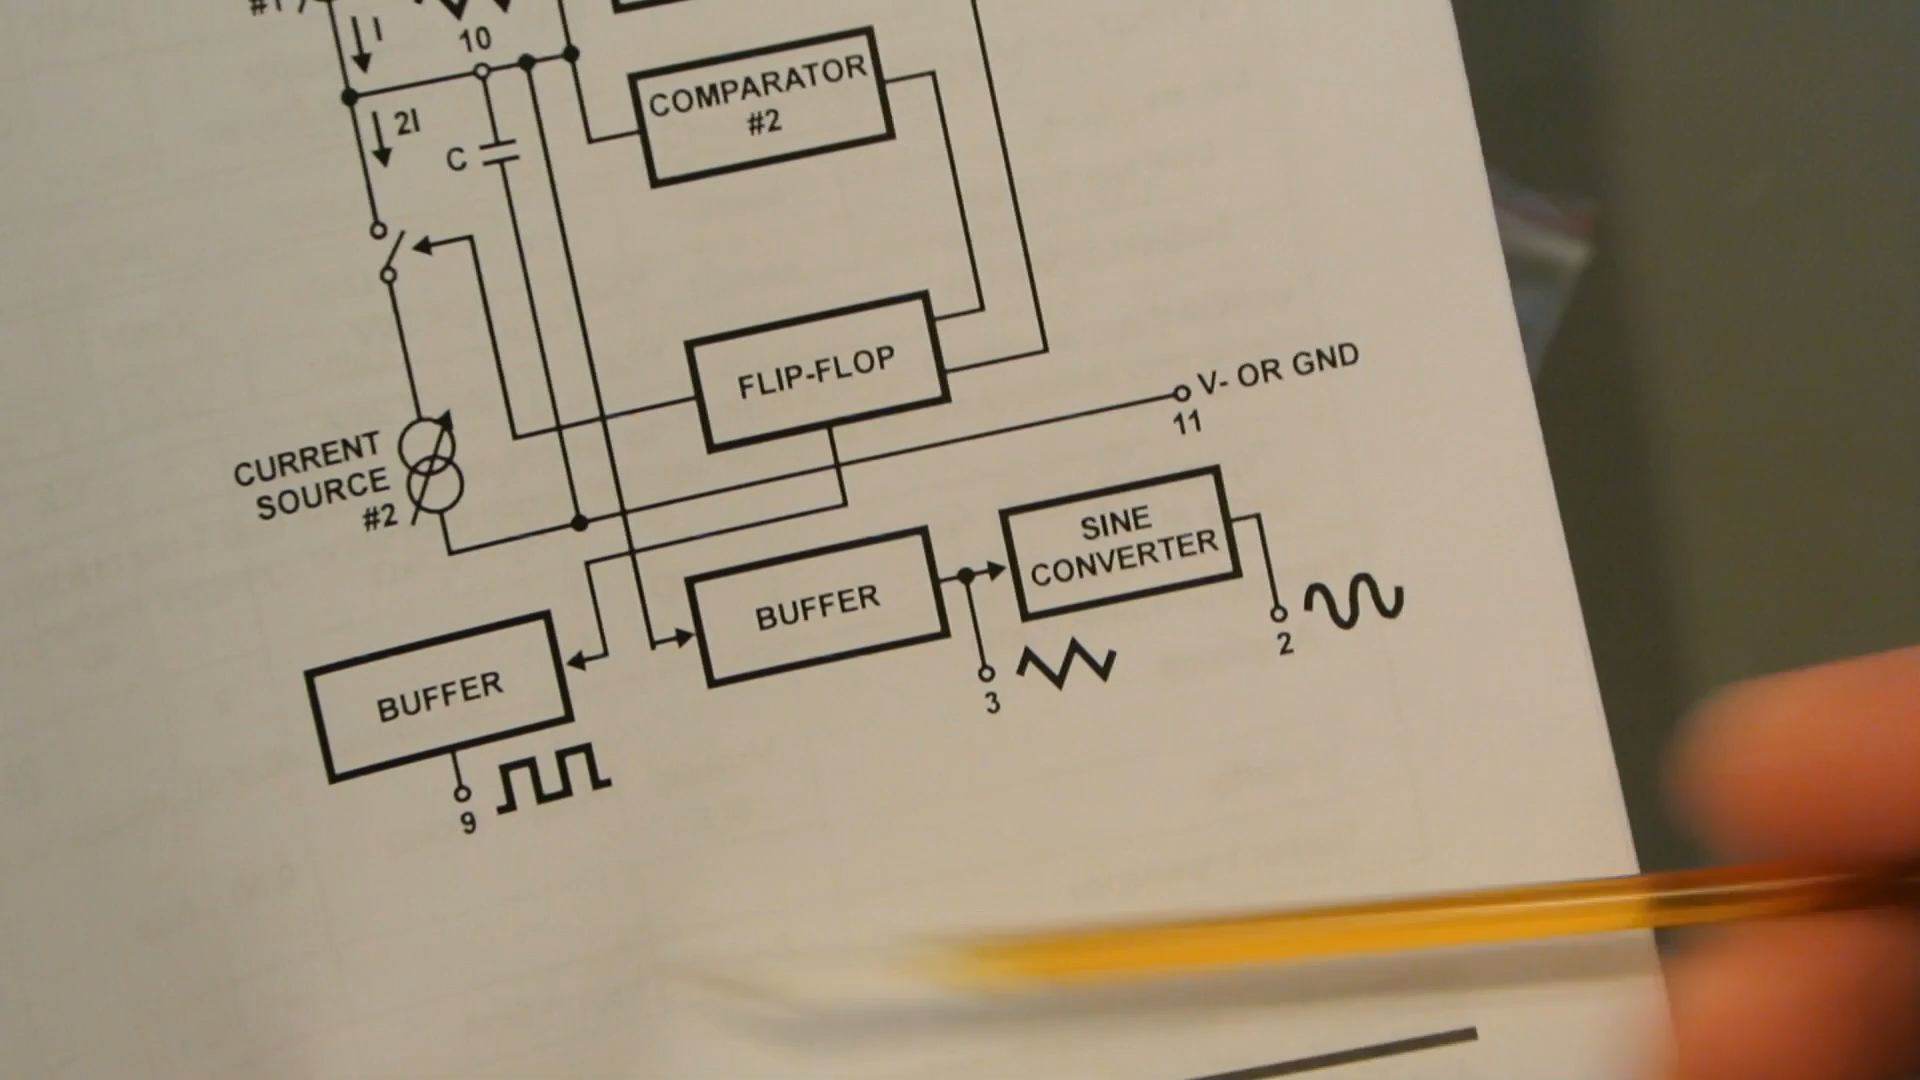 #1
I
10
COMPARATOR
#2
2I
C
FLIP-FLOP
V- OR GND
11
CURRENT
SOURCE
#2
SINE
CONVERTER
BUFFER
2
3
BUFFER
9